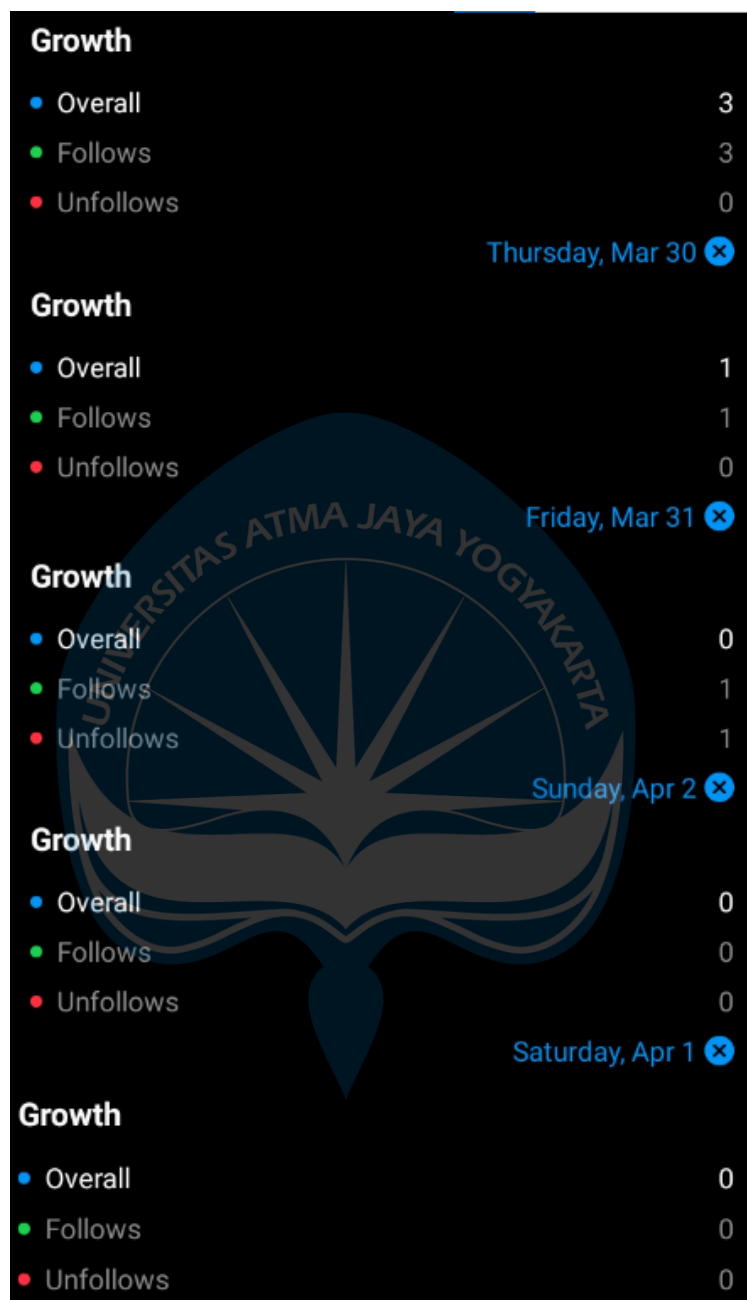 Growth
Overall 3
Follows 3
Unfollows 0
Thursday, Mar 30
Growth
Overall 1
Follows 1
Unfollows 0
Friday, Mar 31
UNIVERSITAS ATMA JAYA YOGYAKARTA
Growth
Overall 0
Follows 1
Unfollows 1
Sunday, Apr 2
Growth
Overall 0
Follows 0
Unfollows 0
Saturday, Apr 1
Growth
Overall 0
Follows 0
Unfollows 0